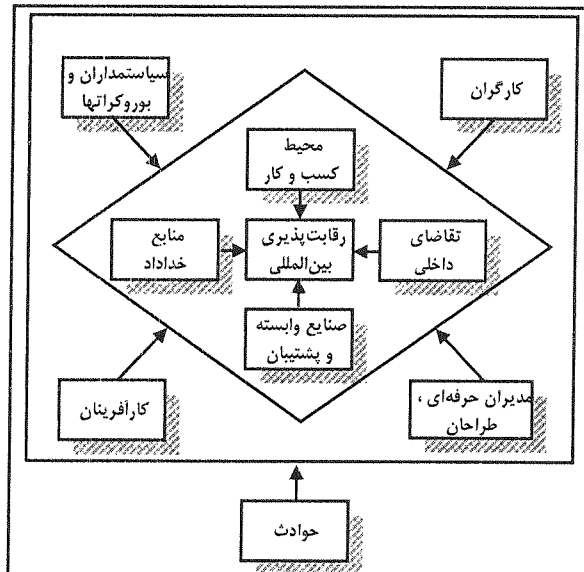 کارگران
سیاستمداران و
بوروکراتها
محیط
کسب و کار
تقاضای
داخلی
رقابت‌پذیری
بین‌المللی
منابع
خداداد
صنایع وابسته
و پشتیبان
مدیران حرفه‌ای ،
طراحان
کارآفرینان
حوادث